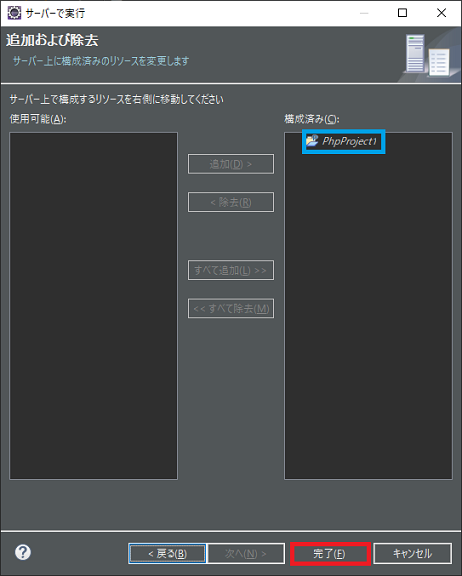 サーバーで実行
追加および除去
サーバー上に構成済みのリソースを変更します
サーバー上で構成するリソースを右側に移動してください
使用可能(A):
構成済み(C):
PhpProject1
追加(D) >
< 除去(R)
すべて追加(L) >>
<< すべて除去(M)
?
< 戻る(B)
次へ(N) >
完了(F)
キャンセル